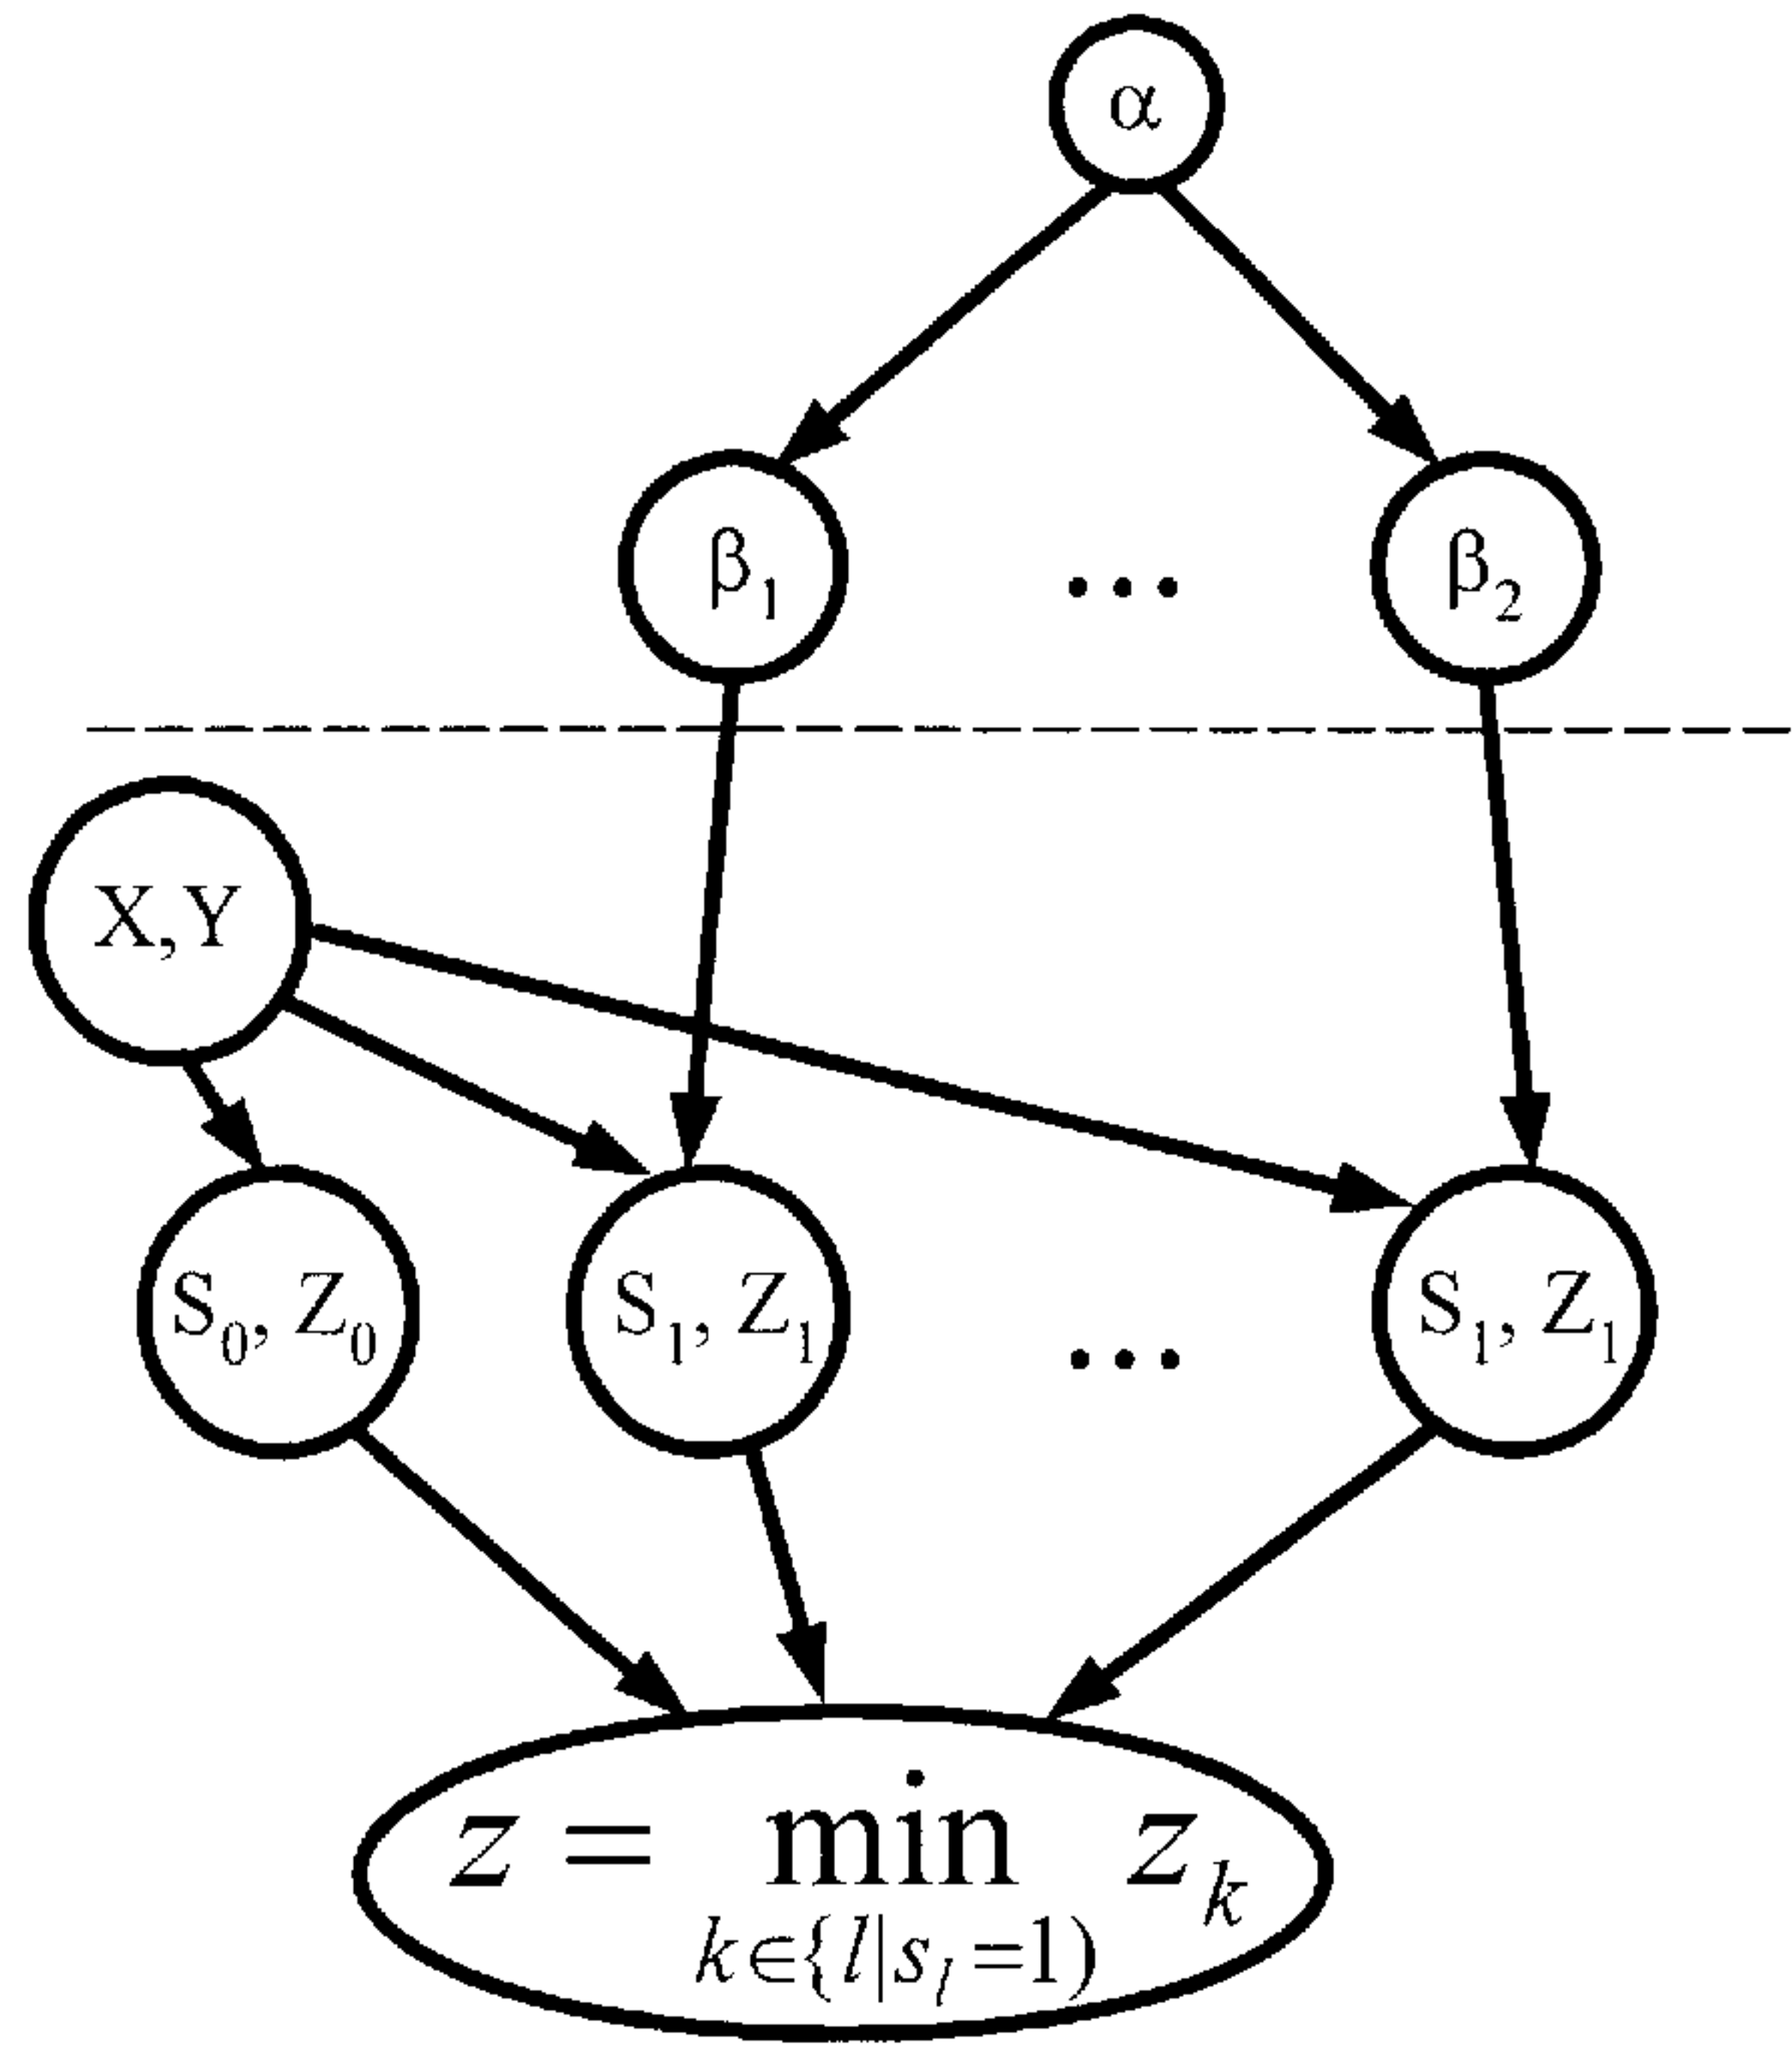 α
β₁ ... β₂
X,Y
S₀, Z₀ S₁, Z₁ ... S₁, Z₁
z = min zₖ
k∈{l|sₗ=1)